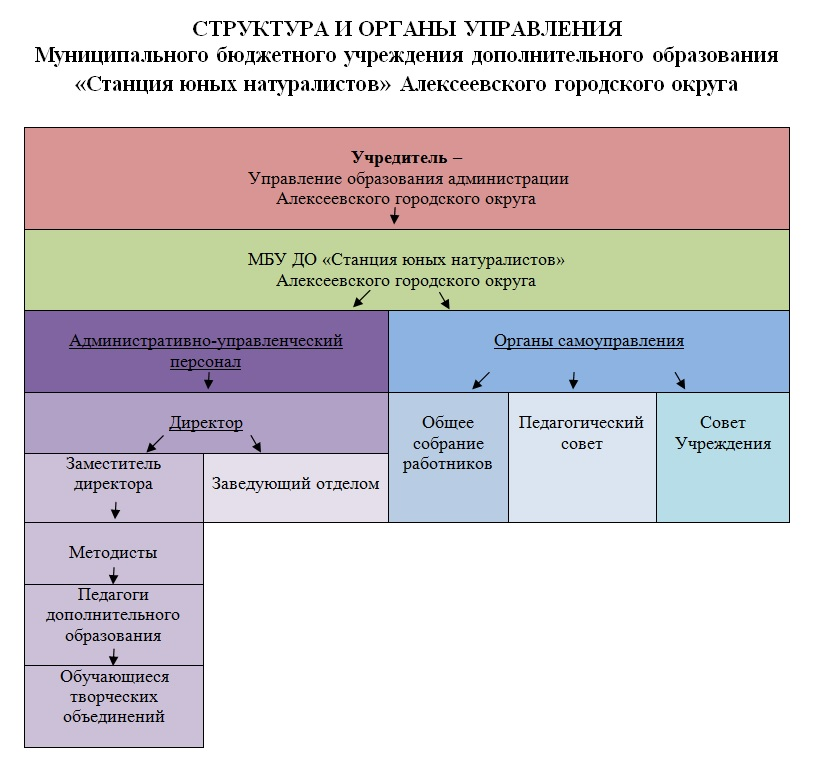 СТРУКТУРА И ОРГАНЫ УПРАВЛЕНИЯ
Муниципального бюджетного учреждения дополнительного образования
«Станция юных натуралистов» Алексеевского городского округа
Учредитель –
Управление образования администрации
Алексеевского городского округа
МБУ ДО «Станция юных натуралистов»
Алексеевского городского округа
Административно-управленческий
персонал
Органы самоуправления
Директор
Общее
собрание
работников
Педагогический
совет
Совет
Учреждения
Заместитель
директора
Заведующий отделом
Методисты
Педагоги
дополнительного
образования
Обучающиеся
творческих
объединений